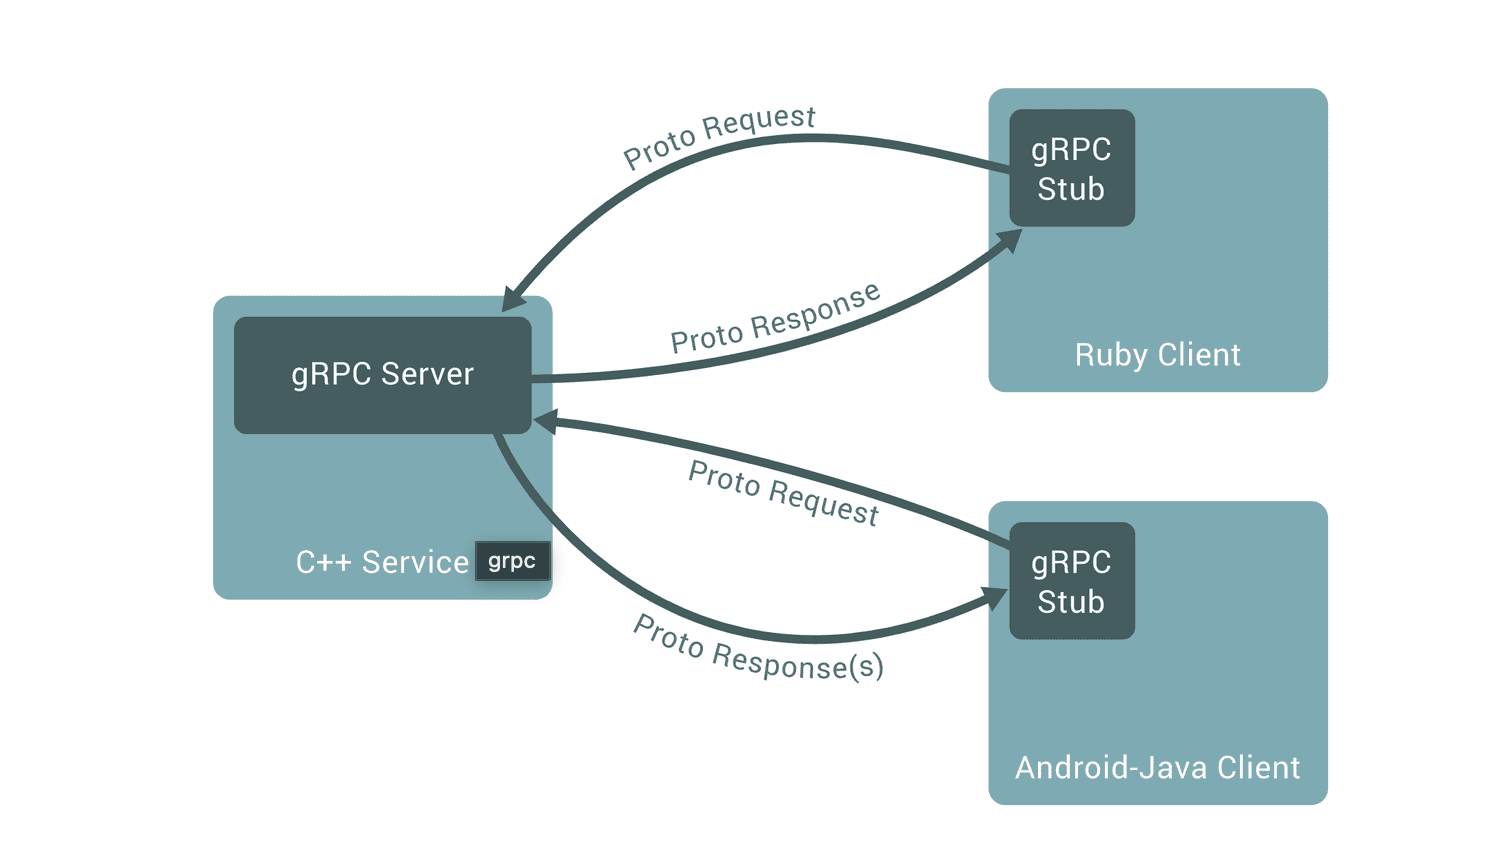 Proto Request
gRPC
Stub
Proto Response
Ruby Client
gRPC Server
Proto Request
C++ Service
grpc
gRPC
Stub
Proto Response(s)
Android-Java Client